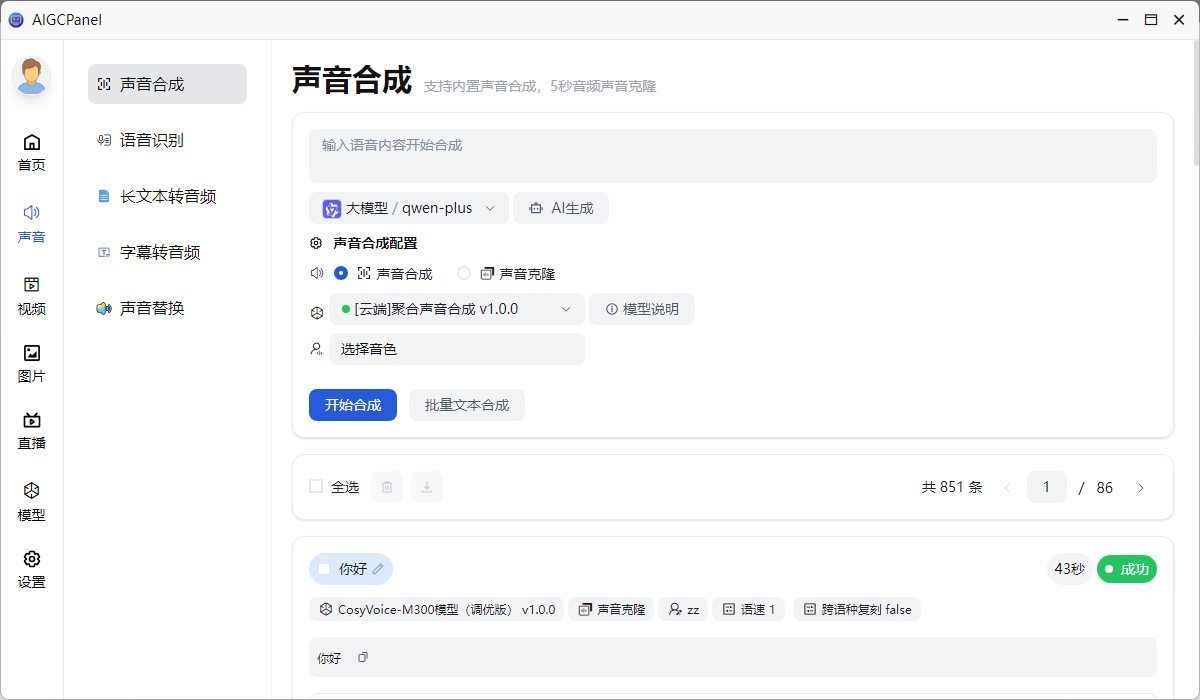 AIGCPanel
首页
声音
视频
图片
直播
模型
设置
声音合成
语音识别
长文本转音频
字幕转音频
声音替换
声音合成 支持内置声音合成，5秒音频声音克隆
输入语音内容开始合成
大模型 / qwen-plus AI生成
声音合成配置
声音合成 声音克隆
[云端]聚合声音合成 v1.0.0 模型说明
选择音色
开始合成 批量文本合成
全选 共 851 条 1 / 86
你好 43秒 成功
CosyVoice-M300模型（调优版） v1.0.0 声音克隆 zz 语速 1 跨语种复刻 false
你好